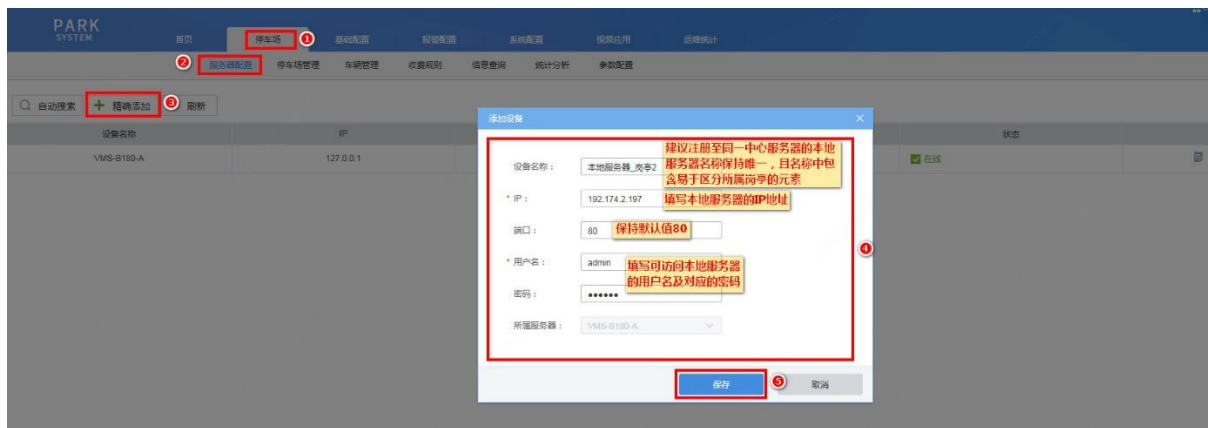 PARK
SYSTEM
首页 停车场 1 基础配置 报警配置 系统配置 视频应用 运维统计
2 服务器配置 停车场管理 车辆管理 收费规则 信息查询 统计分析 参数配置
自动搜索 + 精确添加 3 刷新
设备名称 IP 状态
VMS-B180-A 127.0.0.1 在线
添加设备 ×
设备名称： 本地服务器_岗亭2
建议注册至同一中心服务器的本地
服务器名称保持唯一，且名称中包
含易于区分所属岗亭的元素
* IP： 192.174.2.197 填写本地服务器的IP地址
端口： 80 保持默认值80
4
* 用户名： admin
填写可访问本地服务器
的用户名及对应的密码
密码： ••••••
所属服务器： VMS-B180-A
保存 5 取消